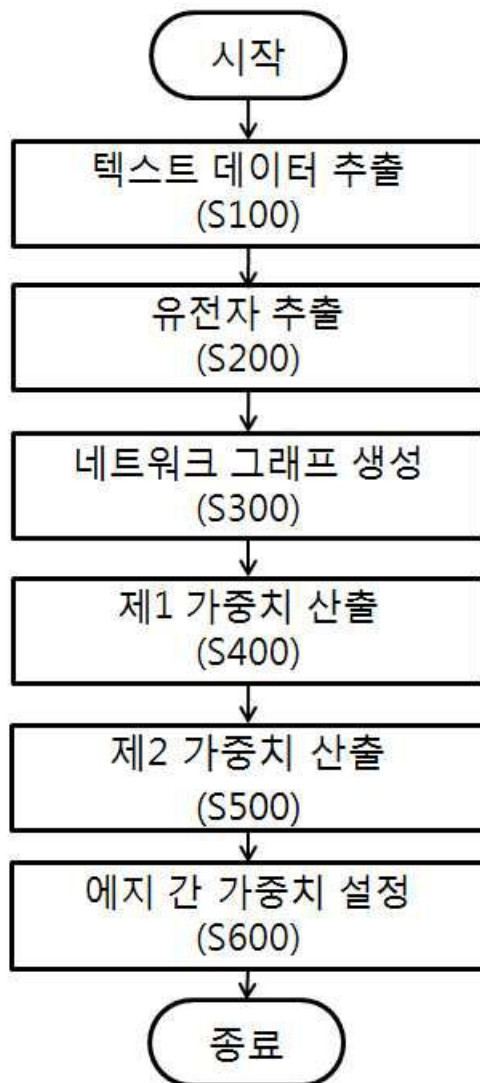 시작
텍스트 데이터 추출
(S100)
유전자 추출
(S200)
네트워크 그래프 생성
(S300)
제1 가중치 산출
(S400)
제2 가중치 산출
(S500)
에지 간 가중치 설정
(S600)
종료